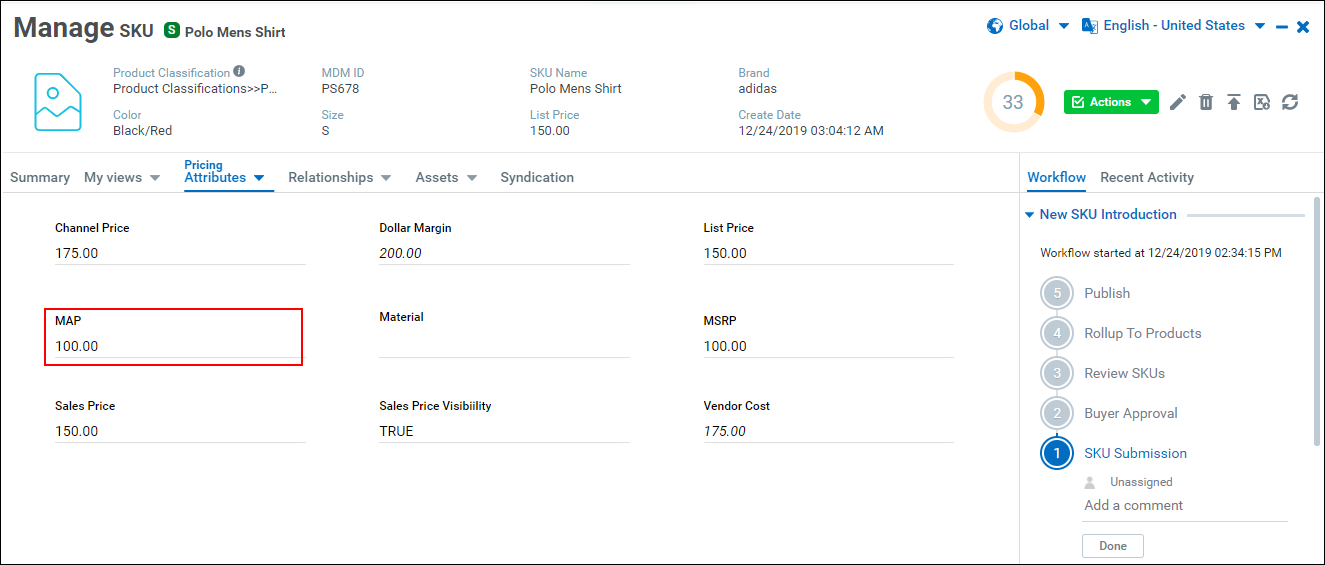 Manage SKU S Polo Mens Shirt
Global English - United States
Product Classification MDM ID SKU Name Brand
Product Classifications>>P... PS678 Polo Mens Shirt adidas
Color Size List Price Create Date
Black/Red S 150.00 12/24/2019 03:04:12 AM
33
Actions
Summary My views Pricing Attributes Relationships Assets Syndication
Workflow Recent Activity
Channel Price Dollar Margin List Price
175.00 200.00 150.00
MAP Material MSRP
100.00 100.00
Sales Price Sales Price Visibiility Vendor Cost
150.00 TRUE 175.00
New SKU Introduction
Workflow started at 12/24/2019 02:34:15 PM
5 Publish
4 Rollup To Products
3 Review SKUs
2 Buyer Approval
1 SKU Submission
Unassigned
Add a comment
Done